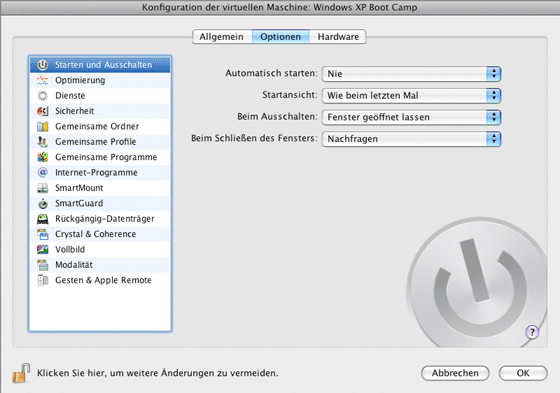 Konfiguration der virtuellen Maschine: Windows XP Boot Camp
Allgemein Optionen Hardware
Starten und Ausschalten
Optimierung
Dienste
Sicherheit
Gemeinsame Ordner
Gemeinsame Profile
Gemeinsame Programme
Internet-Programme
SmartMount
SmartGuard
Rückgängig-Datenträger
Crystal & Coherence
Vollbild
Modalität
Gesten & Apple Remote
Automatisch starten: Nie
Startansicht: Wie beim letzten Mal
Beim Ausschalten: Fenster geöffnet lassen
Beim Schließen des Fensters: Nachfragen
?
Klicken Sie hier, um weitere Änderungen zu vermeiden.
Abbrechen OK